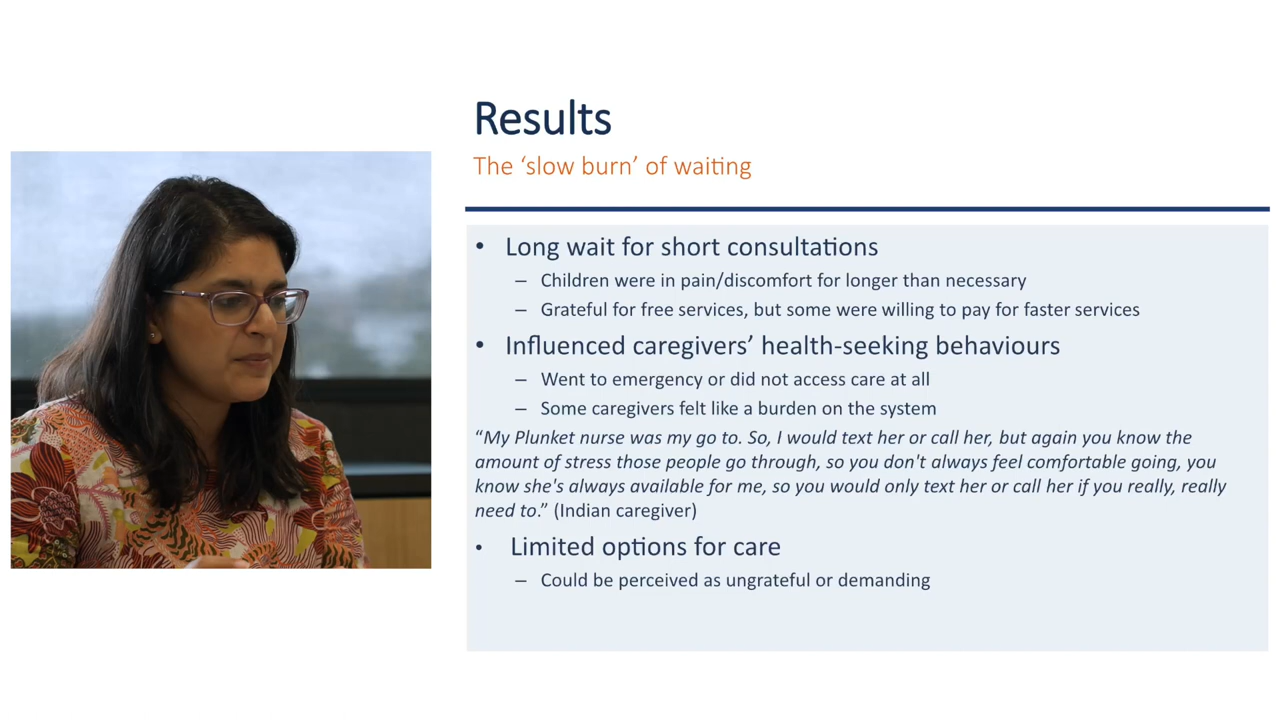 Results
The ‘slow burn’ of waiting
• Long wait for short consultations
– Children were in pain/discomfort for longer than necessary
– Grateful for free services, but some were willing to pay for faster services
• Influenced caregivers’ health-seeking behaviours
– Went to emergency or did not access care at all
– Some caregivers felt like a burden on the system
“My Plunket nurse was my go to. So, I would text her or call her, but again you know the
amount of stress those people go through, so you don't always feel comfortable going, you
know she's always available for me, so you would only text her or call her if you really, really
need to.” (Indian caregiver)
• Limited options for care
– Could be perceived as ungrateful or demanding